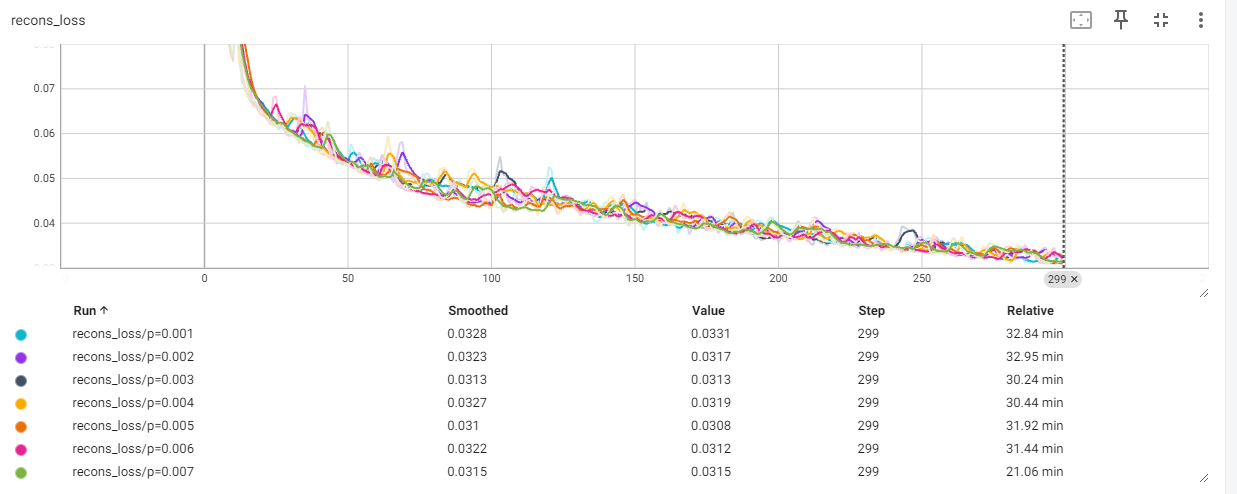 recons_loss
0.07
0.06
0.05
0.04
0 50 100 150 200 250 299 ×
Run ↑ Smoothed Value Step Relative
recons_loss/p=0.001 0.0328 0.0331 299 32.84 min
recons_loss/p=0.002 0.0323 0.0317 299 32.95 min
recons_loss/p=0.003 0.0313 0.0313 299 30.24 min
recons_loss/p=0.004 0.0327 0.0319 299 30.44 min
recons_loss/p=0.005 0.031 0.0308 299 31.92 min
recons_loss/p=0.006 0.0322 0.0312 299 31.44 min
recons_loss/p=0.007 0.0315 0.0315 299 21.06 min